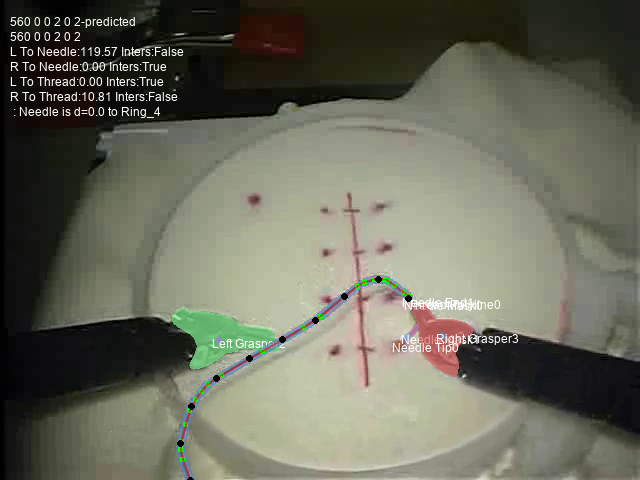 560 0 0 2 0 2-predicted
560 0 0 2 0 2
L To Needle:119.57 Inters:False
R To Needle:0.00 Inters:True
L To Thread:0.00 Inters:True
R To Thread:10.81 Inters:False
: Needle is d=0.0 to Ring_4
Right Grasper3
Needle Tip0